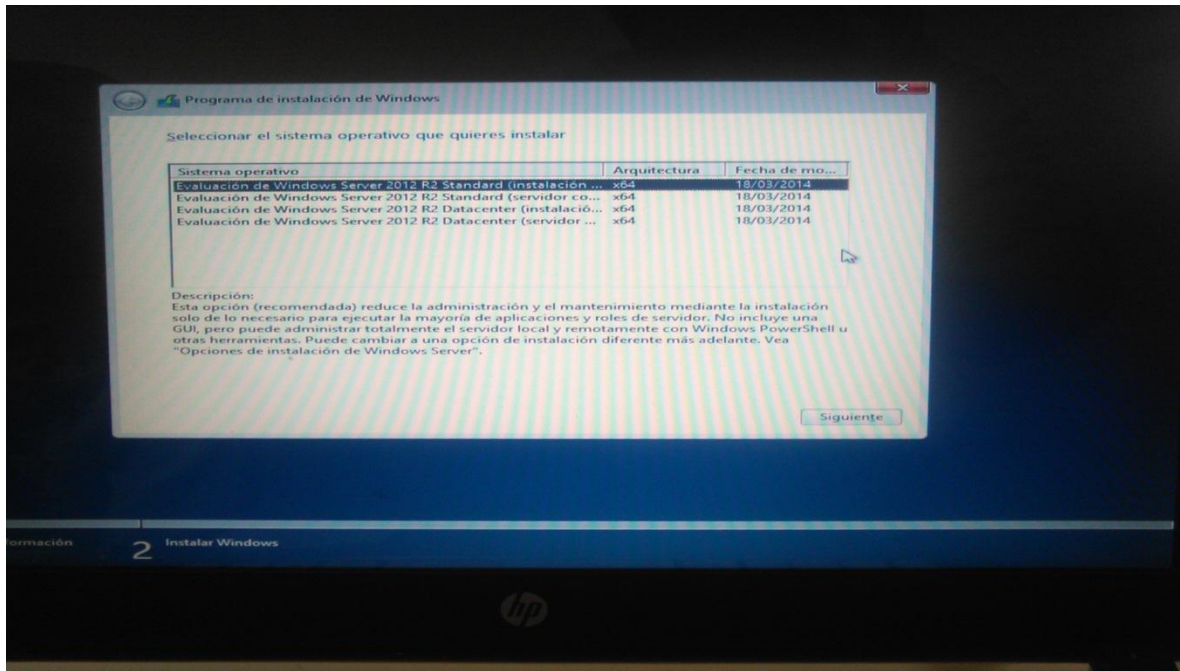 Programa de instalación de Windows
Seleccionar el sistema operativo que quieres instalar
Sistema operativo Arquitectura Fecha de mo...
Evaluación de Windows Server 2012 R2 Standard (instalación ... x64 18/03/2014
Evaluación de Windows Server 2012 R2 Standard (servidor co... x64 18/03/2014
Evaluación de Windows Server 2012 R2 Datacenter (instalació... x64 18/03/2014
Evaluación de Windows Server 2012 R2 Datacenter (servidor ... x64 18/03/2014
Descripción:
Esta opción (recomendada) reduce la administración y el mantenimiento mediante la instalación
solo de lo necesario para ejecutar la mayoría de aplicaciones y roles de servidor. No incluye una
GUI, pero puede administrar totalmente el servidor local y remotamente con Windows PowerShell u
otras herramientas. Puede cambiar a una opción de instalación diferente más adelante. Vea
"Opciones de instalación de Windows Server".
Siguiente
ormación 2 Instalar Windows
hp